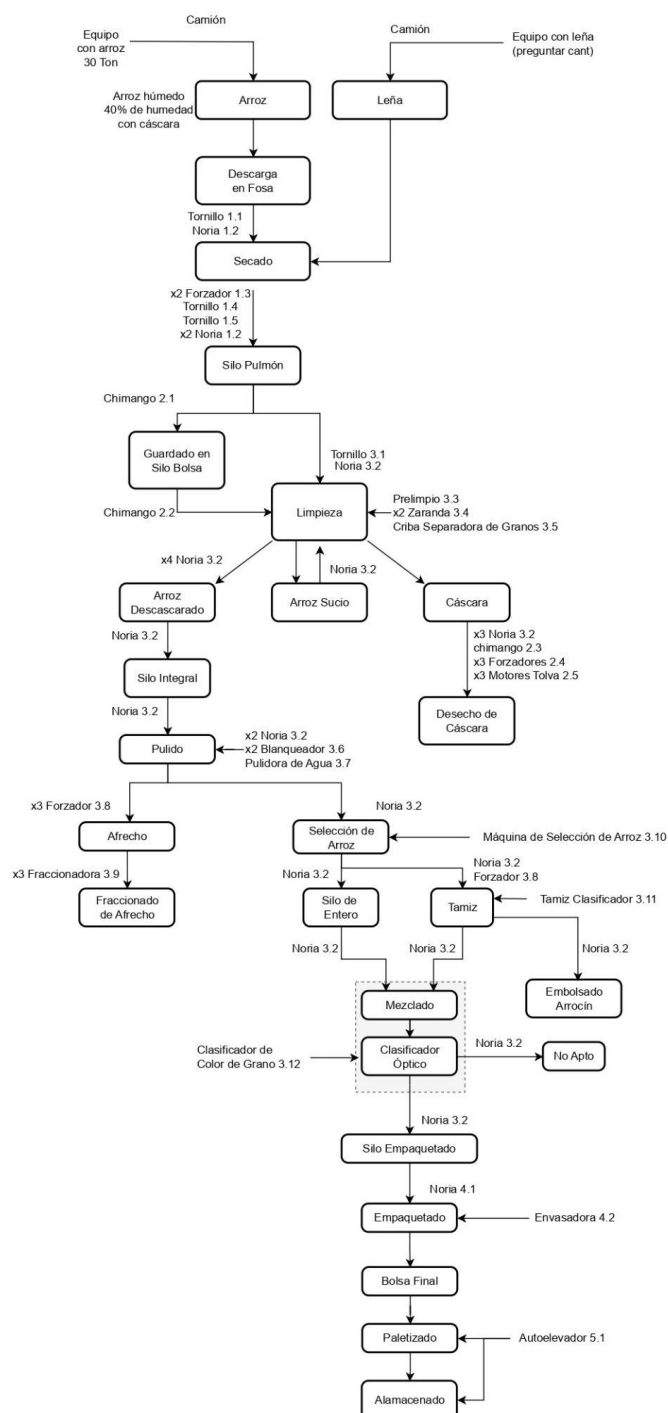 Camión
Equipo
con arroz
30 Ton
Camión
Equipo con leña
(preguntar cant)
Arroz húmedo
40% de humedad
con cáscara
Arroz
Leña
Descarga
en Fosa
Tornillo 1.1
Noria 1.2
Secado
x2 Forzador 1.3
Tornillo 1.4
Tornillo 1.5
x2 Noria 1.2
Silo Pulmón
Chimango 2.1
Guardado en
Silo Bolsa
Tornillo 3.1
Noria 3.2
Chimango 2.2
Limpieza
Prelimpio 3.3
x2 Zaranda 3.4
Criba Separadora de Granos 3.5
x4 Noria 3.2
Noria 3.2
Arroz
Descascarado
Arroz Sucio
Cáscara
Noria 3.2
x3 Noria 3.2
chimango 2.3
x3 Forzadores 2.4
x3 Motores Tolva 2.5
Silo Integral
Desecho de
Cáscara
Noria 3.2
Pulido
x2 Noria 3.2
x2 Blanqueador 3.6
Pulidora de Agua 3.7
x3 Forzador 3.8
Noria 3.2
Afrecho
Selección de
Arroz
Máquina de Selección de Arroz 3.10
x3 Fraccionadora 3.9
Noria 3.2
Noria 3.2
Forzador 3.8
Fraccionado
de Afrecho
Silo de
Entero
Tamiz
Tamiz Clasificador 3.11
Noria 3.2
Noria 3.2
Noria 3.2
Mezclado
Embolsado
Arrocín
Clasificador de
Color de Grano 3.12
Clasificador
Óptico
Noria 3.2
No Apto
Noria 3.2
Silo Empaquetado
Noria 4.1
Empaquetado
Envasadora 4.2
Bolsa Final
Paletizado
Autoelevador 5.1
Alamacenado